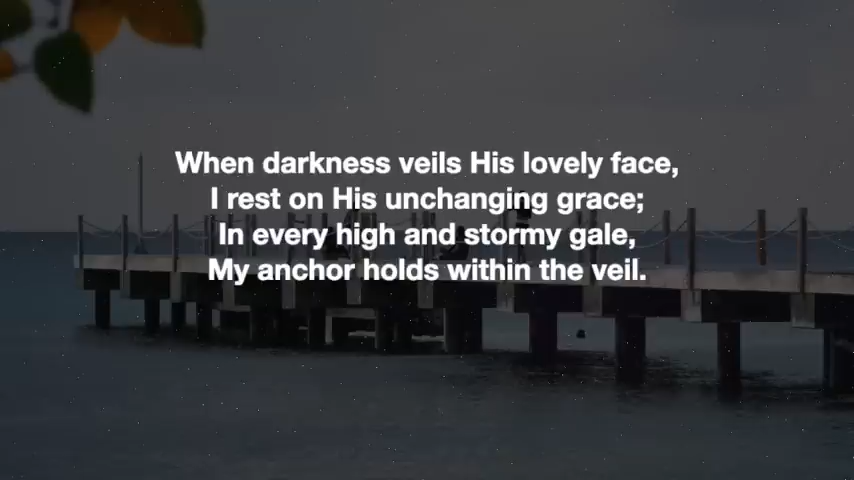 When darkness veils His lovely face,
I rest on His unchanging grace;
In every high and stormy gale,
My anchor holds within the veil.